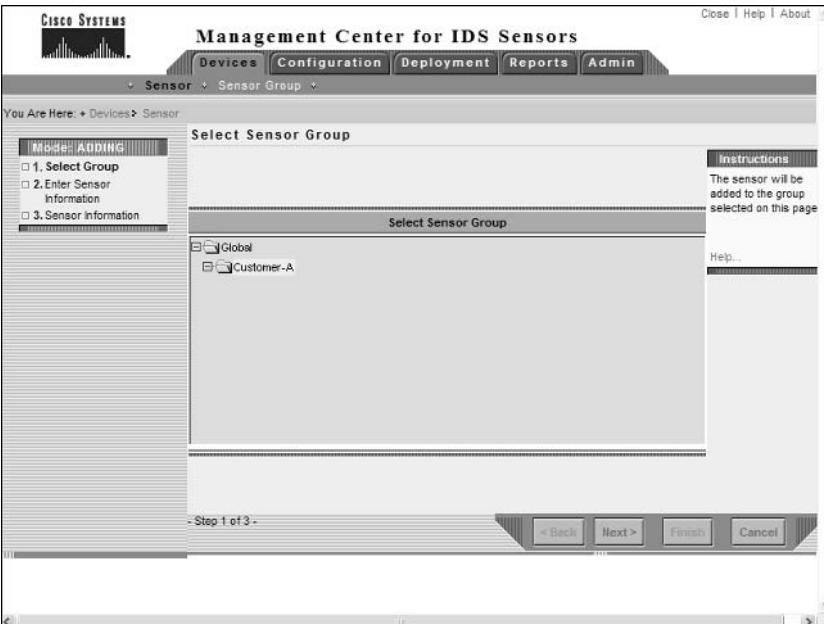 Close | Help | About
CISCO SYSTEMS
Management Center for IDS Sensors
Devices Configuration Deployment Reports Admin
Sensor Sensor Group
You Are Here: Devices Sensor
Select Sensor Group
Mode: ADDING
1. Select Group
2. Enter Sensor
Information
3. Sensor Information
Select Sensor Group
Global
Customer-A
Instructions
The sensor will be
added to the group
selected on this page
Help...
- Step 1 of 3 -
< Back Next > Finish Cancel